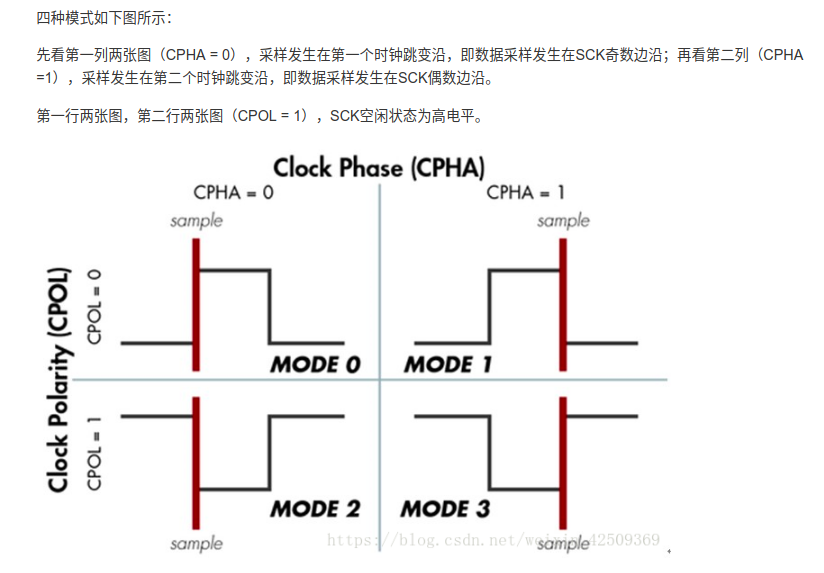 四种模式如下图所示：
先看第一列两张图（CPHA = 0），采样发生在第一个时钟跳变沿，即数据采样发生在SCK奇数边沿；再看第二列（CPHA
=1），采样发生在第二个时钟跳变沿，即数据采样发生在SCK偶数边沿。
第一行两张图，第二行两张图（CPOL = 1），SCK空闲状态为高电平。
Clock Phase (CPHA)
CPHA = 0
CPHA = 1
sample
sample
Clock Polarity (CPOL)
CPOL = 0
MODE 0
MODE 1
CPOL = 1
MODE 2
MODE 3
sample
sample
https://blog.csdn.net/weixin_42509369